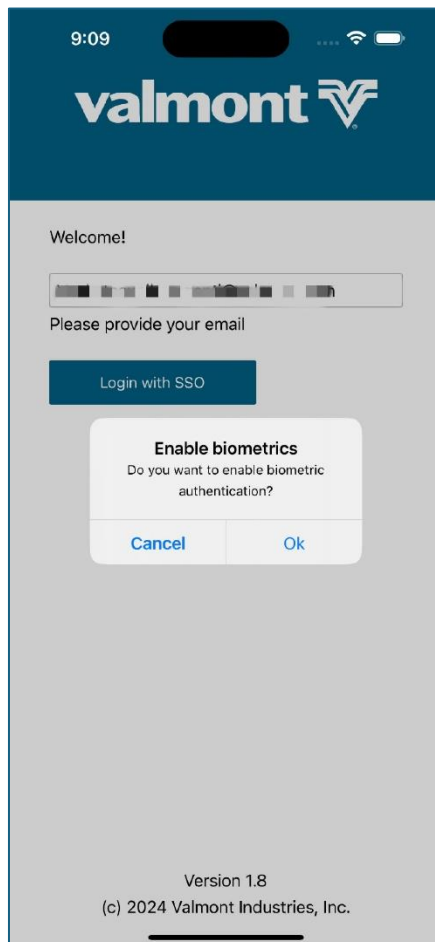 9:09
valmont
Welcome!
Please provide your email
Login with SSO
Enable biometrics
Do you want to enable biometric
authentication?
Cancel
Ok
Version 1.8
(c) 2024 Valmont Industries, Inc.